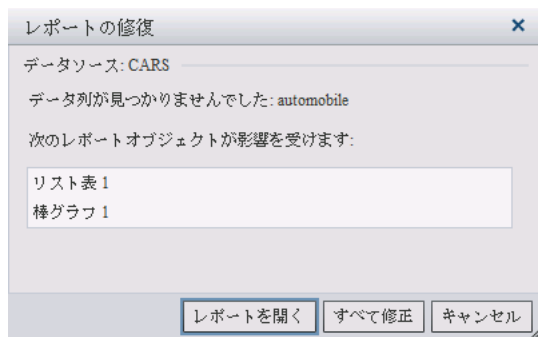 レポートの修復
データソース: CARS
データ列が見つかりませんでした: automobile
次のレポートオブジェクトが影響を受けます:
リスト表 1
棒グラフ 1
レポートを開く すべて修正 キャンセル